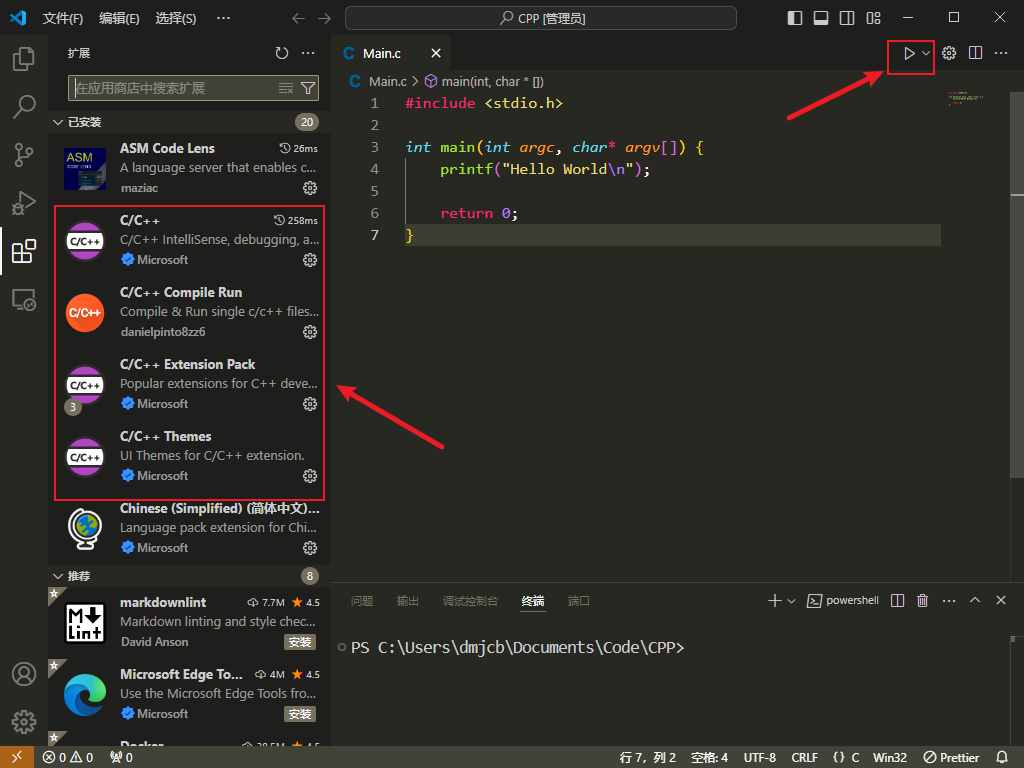 文件(F) 编辑(E) 选择(S) ··· CPP [管理员]
扩展
在应用商店中搜索扩展
已安装 20
ASM Code Lens 26ms
A language server that enables c...
maziac
ASM
CODE LENS
C/C++ 258ms
C/C++ IntelliSense, debugging, a...
Microsoft
C/C++
C/C++ Compile Run
Compile & Run single c/c++ files...
danielpinto8zz6
C/C++
C/C++ Extension Pack
Popular extensions for C++ deve...
Microsoft
C/C++
3
C/C++ Themes
UI Themes for C/C++ extension.
Microsoft
C/C++
Chinese (Simplified) (简体中文)...
Language pack extension for Chi...
Microsoft
推荐 8
markdownlint 7.7M 4.5
Markdown linting and style chec...
David Anson 安装
M
Lint
Microsoft Edge To... 4M 4.5
Use the Microsoft Edge Tools fro...
Microsoft 安装
Docker 4.5
Main.c
Main.c > main(int, char * [])
1 #include <stdio.h>
2
3 int main(int argc, char* argv[]) {
4 printf("Hello World\n");
5
6 return 0;
7 }
问题 输出 调试控制台 终端 端口 powershell
PS C:\Users\dmjcb\Documents\Code\CPP>
0 0 0 行 7，列 2 空格: 4 UTF-8 CRLF {} C Win32 Prettier